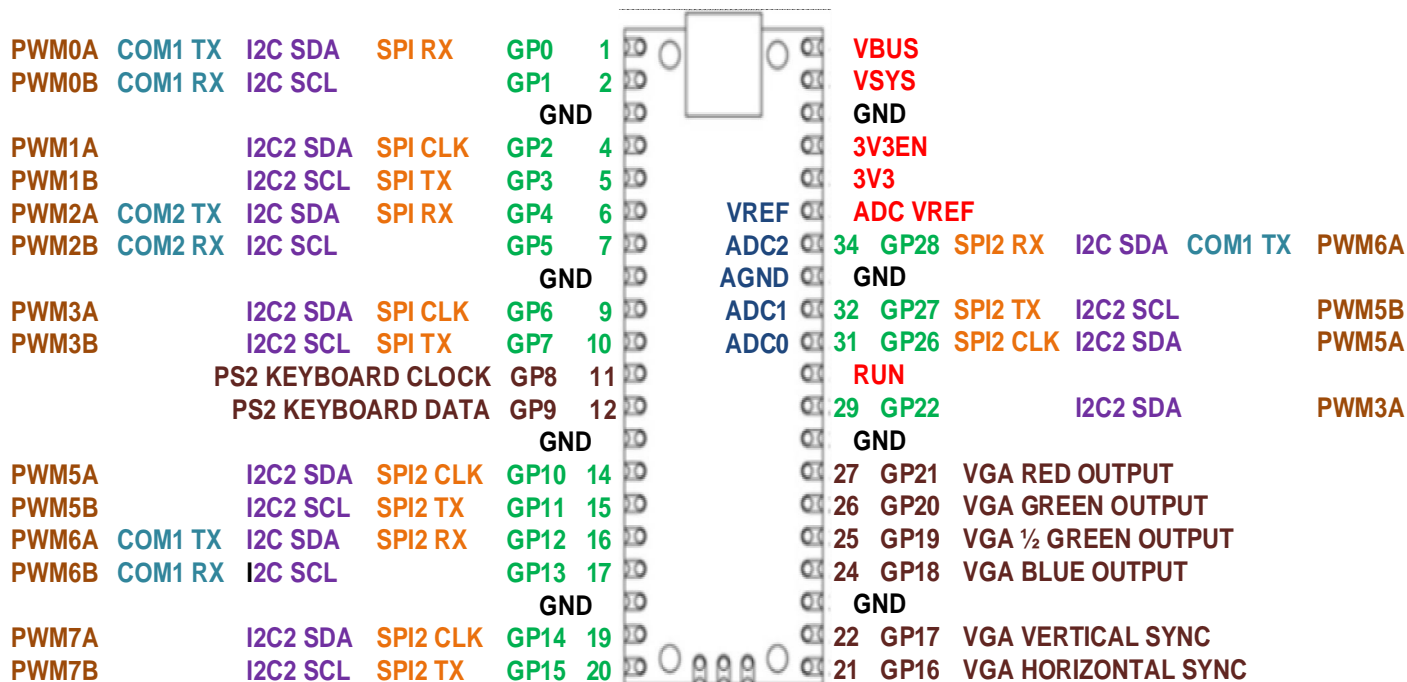 PWM0A COM1 TX I2C SDA SPI RX GP0 1 VBUS
PWM0B COM1 RX I2C SCL GP1 2 VSYS
GND GND
PWM1A I2C2 SDA SPI CLK GP2 4 3V3EN
PWM1B I2C2 SCL SPI TX GP3 5 3V3
PWM2A COM2 TX I2C SDA SPI RX GP4 6 VREF ADC VREF
PWM2B COM2 RX I2C SCL GP5 7 ADC2 34 GP28 SPI2 RX I2C SDA COM1 TX PWM6A
GND AGND GND
PWM3A I2C2 SDA SPI CLK GP6 9 ADC1 32 GP27 SPI2 TX I2C2 SCL PWM5B
PWM3B I2C2 SCL SPI TX GP7 10 ADC0 31 GP26 SPI2 CLK I2C2 SDA PWM5A
PS2 KEYBOARD CLOCK GP8 11 RUN
PS2 KEYBOARD DATA GP9 12 29 GP22 I2C2 SDA PWM3A
GND GND
PWM5A I2C2 SDA SPI2 CLK GP10 14 27 GP21 VGA RED OUTPUT
PWM5B I2C2 SCL SPI2 TX GP11 15 26 GP20 VGA GREEN OUTPUT
PWM6A COM1 TX I2C SDA SPI2 RX GP12 16 25 GP19 VGA ½ GREEN OUTPUT
PWM6B COM1 RX I2C SCL GP13 17 24 GP18 VGA BLUE OUTPUT
GND GND
PWM7A I2C2 SDA SPI2 CLK GP14 19 22 GP17 VGA VERTICAL SYNC
PWM7B I2C2 SCL SPI2 TX GP15 20 21 GP16 VGA HORIZONTAL SYNC